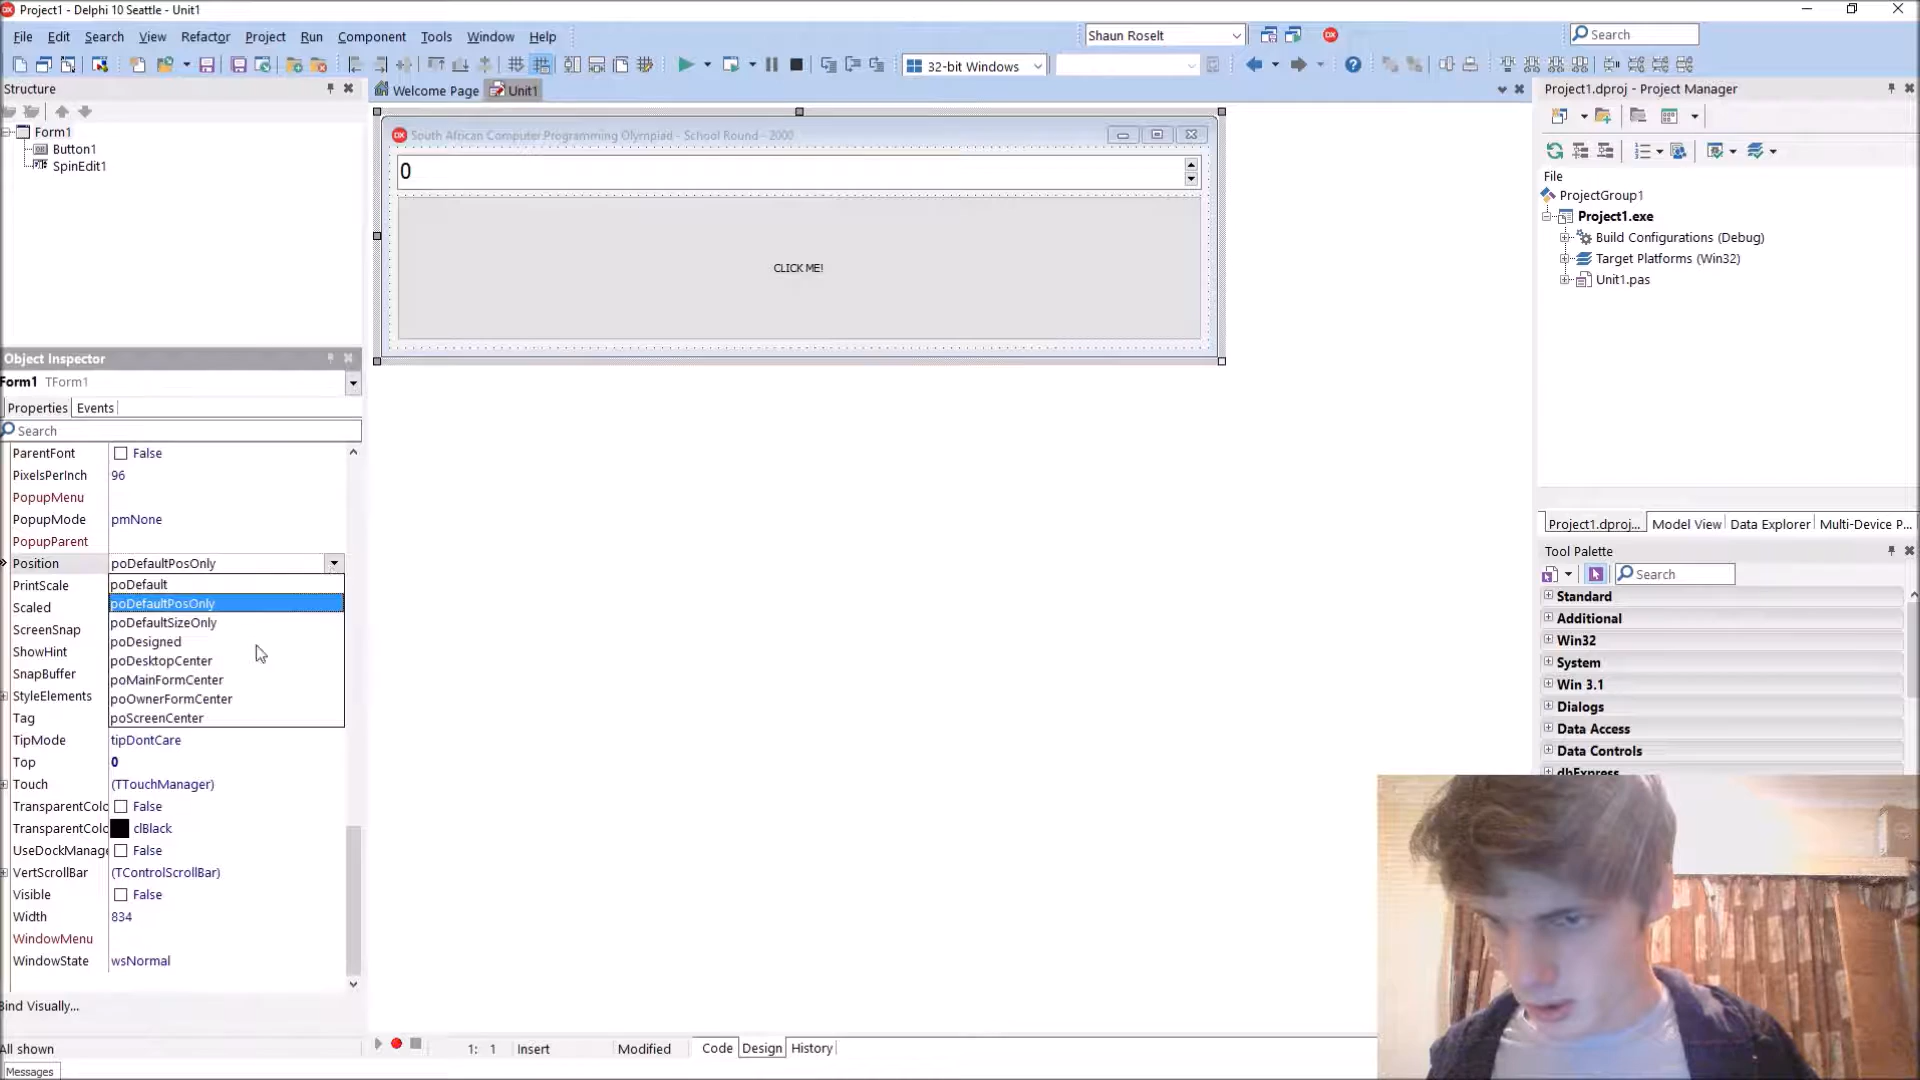 Project1 - Delphi 10 Seattle - Unit1
File Edit Search View Refactor Project Run Component Tools Window Help
Shaun Roselt
Search
32-bit Windows
Structure
Welcome Page Unit1
Form1
Button1
SpinEdit1
South African Computer Programming Olympiad - School Round - 2000
0
CLICK ME!
Object Inspector
Form1 TForm1
Properties Events
Search
ParentFont False
PixelsPerInch 96
PopupMenu
PopupMode pmNone
PopupParent
Position poDefaultPosOnly
PrintScale
Scaled
ScreenSnap
ShowHint
SnapBuffer
StyleElements
Tag
poDefault
poDefaultPosOnly
poDefaultSizeOnly
poDesigned
poDesktopCenter
poMainFormCenter
poOwnerFormCenter
poScreenCenter
TipMode tipDontCare
Top 0
Touch (TTouchManager)
TransparentColo False
TransparentColo clBlack
UseDockManage False
VertScrollBar (TControlScrollBar)
Visible False
Width 834
WindowMenu
WindowState wsNormal
Bind Visually...
All shown
Messages
1: 1 Insert Modified Code Design History
Project1.dproj - Project Manager
File
ProjectGroup1
Project1.exe
Build Configurations (Debug)
Target Platforms (Win32)
Unit1.pas
Project1.dproj... Model View Data Explorer Multi-Device P...
Tool Palette
Search
Standard
Additional
Win32
System
Win 3.1
Dialogs
Data Access
Data Controls
dbExpress